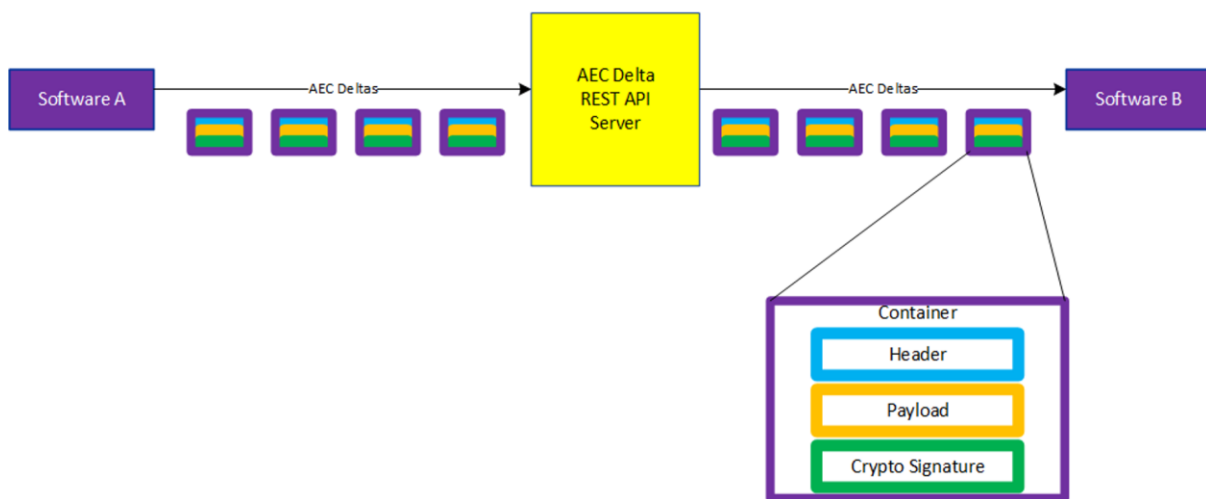 Software A
AEC Deltas
AEC Delta
REST API
Server
AEC Deltas
Software B
Container
Header
Payload
Crypto Signature